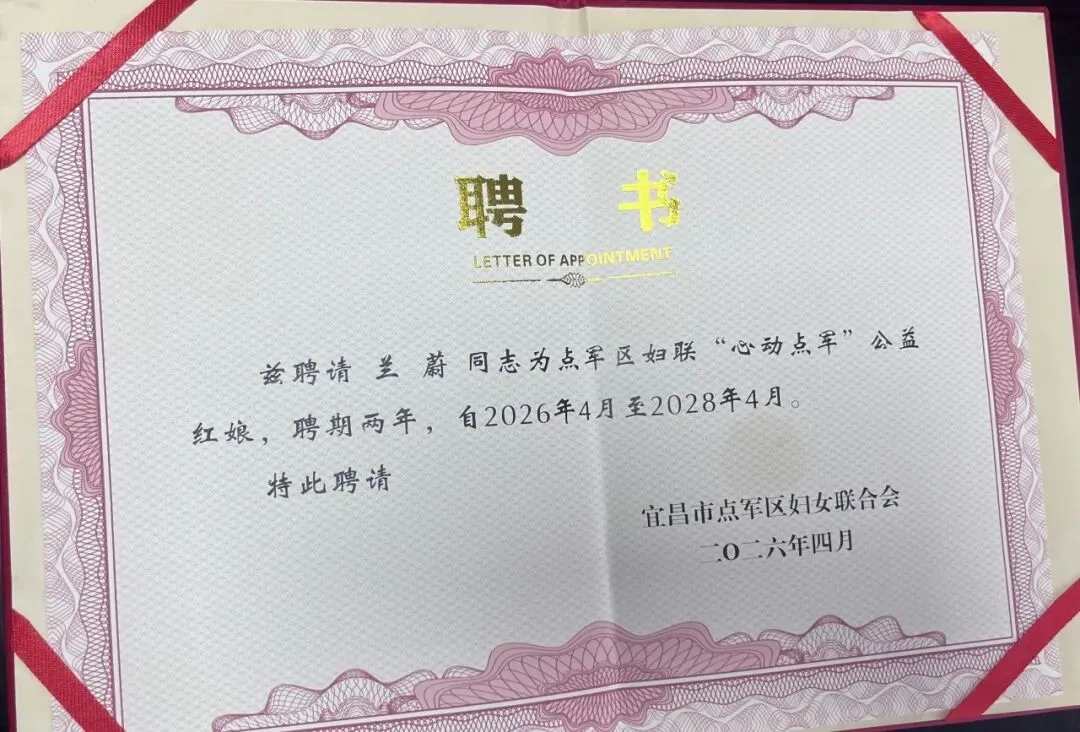 聘 书
LETTER OF APPOINTMENT
兹聘请 兰 蔚 同志为点军区妇联“心动点军”公益
红娘，聘期两年，自2026年4月至2028年4月。
特此聘请
宜昌市点军区妇女联合会
二O二六年四月